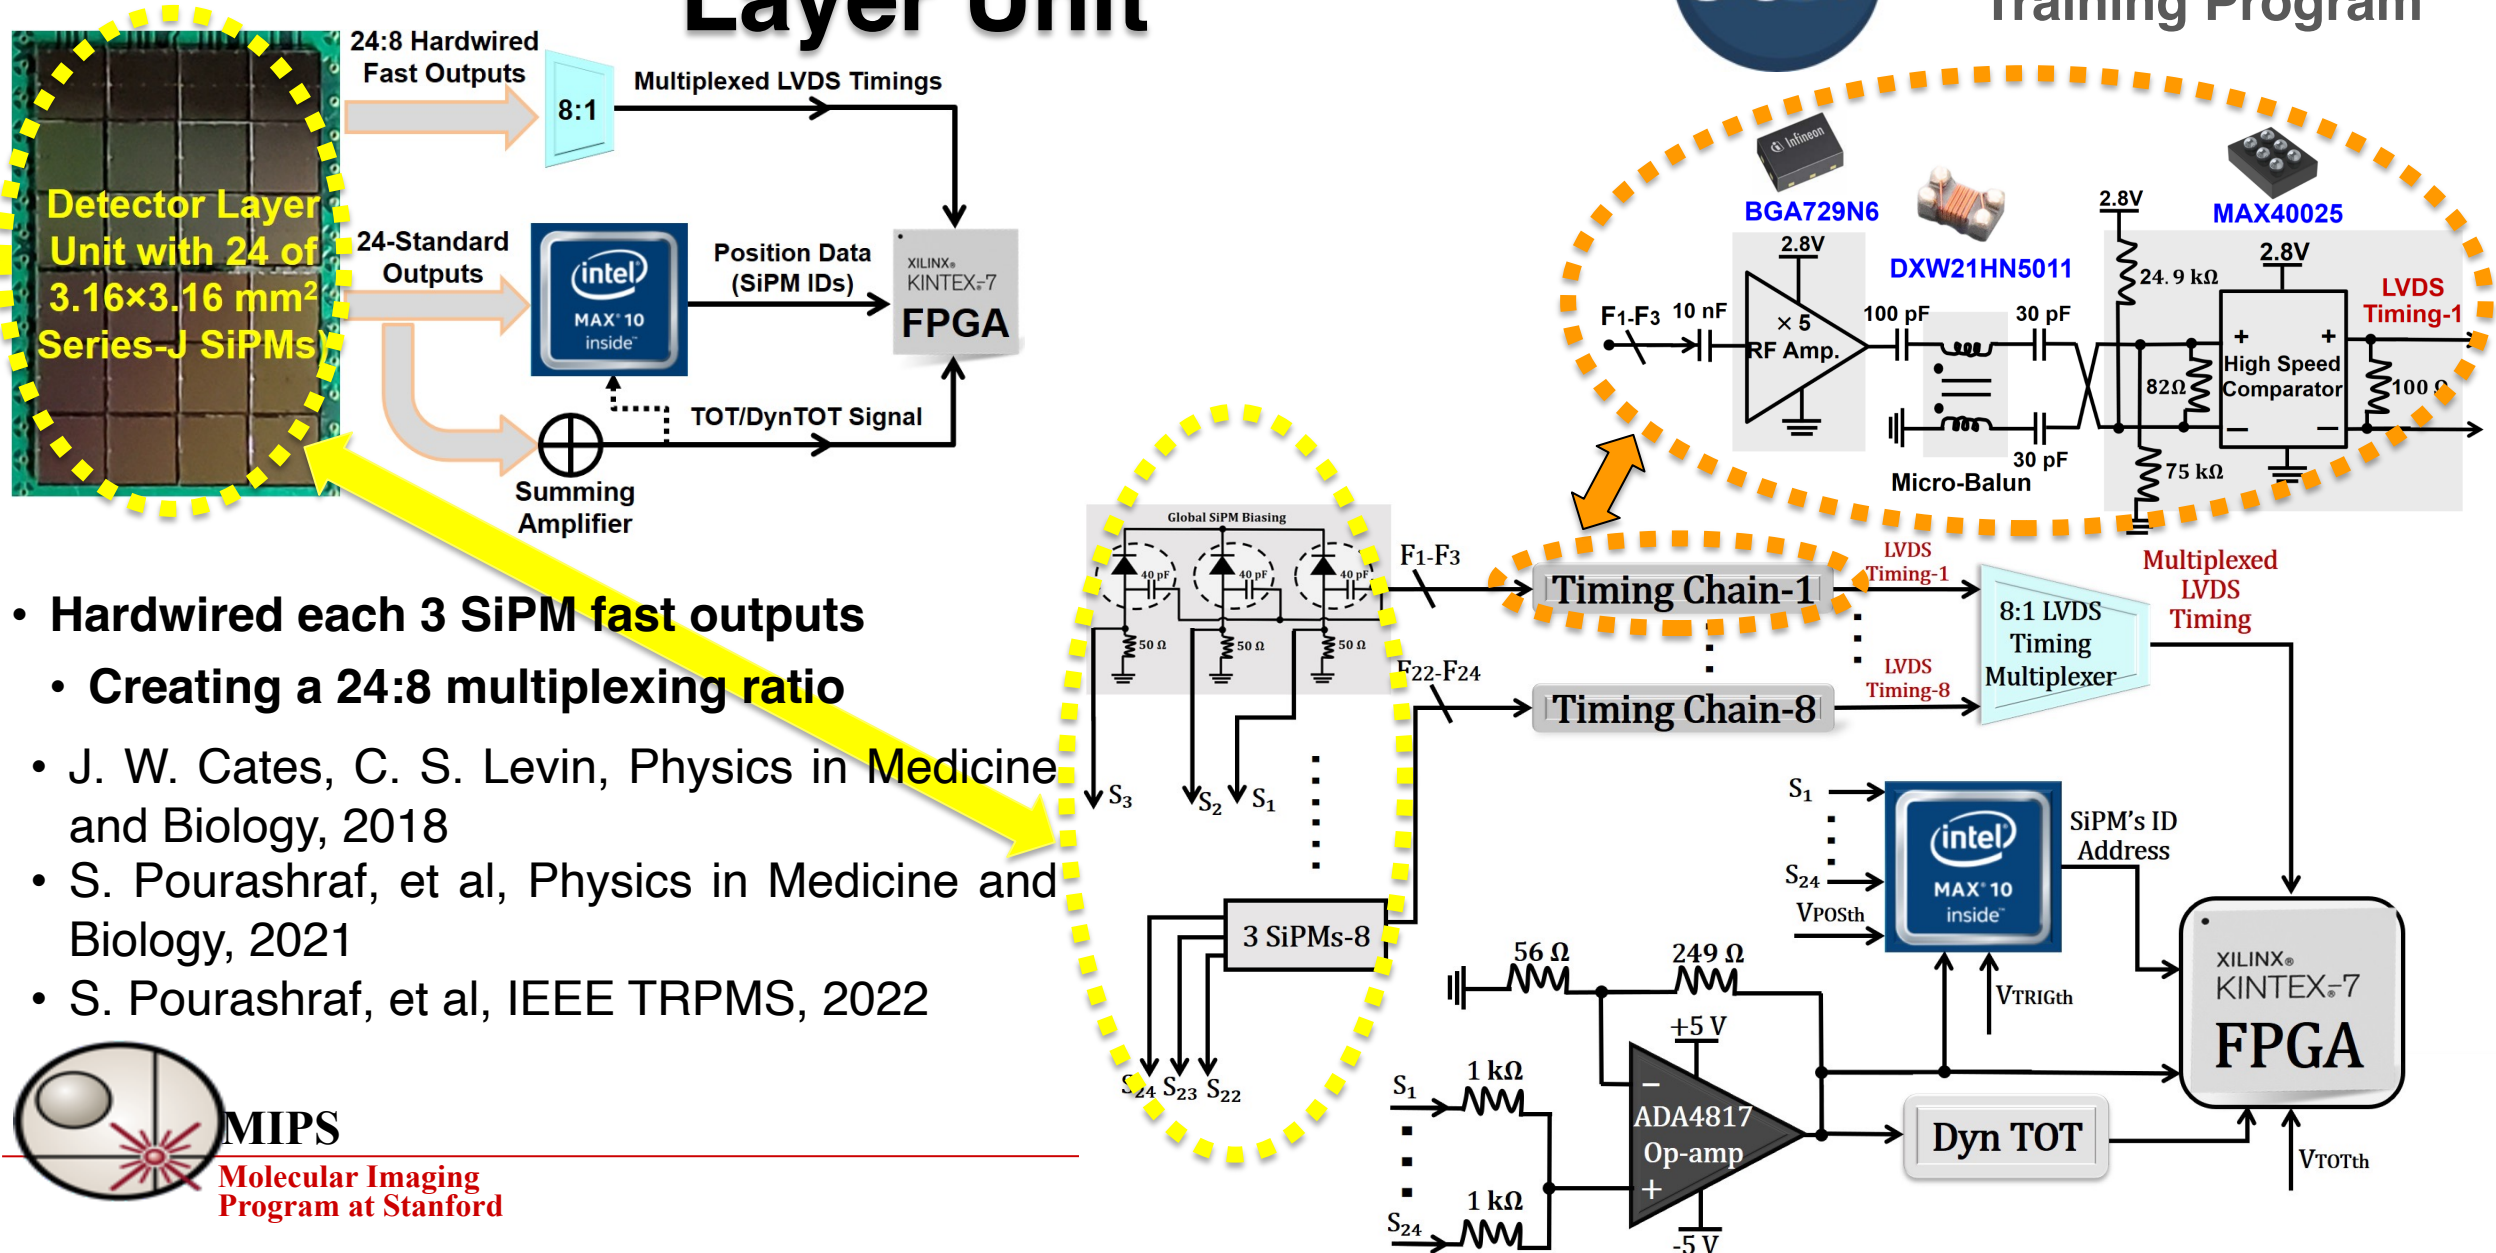 Layer Unit
Training Program
24:8 Hardwired
Fast Outputs
8:1
Multiplexed LVDS Timings
Detector Layer
Unit with 24 of
3.16×3.16 mm²
Series-J SiPMs)
24-Standard
Outputs
intel
MAX® 10
inside™
Position Data
(SiPM IDs)
XILINX®
KINTEX®-7
FPGA
TOT/DynTOT Signal
Summing
Amplifier
Infineon
BGA729N6
DXW21HN5011
MAX40025
2.8V
2.8V
2.8V
F1-F3
10 nF
× 5
RF Amp.
100 pF
30 pF
30 pF
Micro-Balun
24.9 kΩ
82Ω
75 kΩ
+
+
High Speed
Comparator
–
–
100 Ω
LVDS
Timing-1
Global SiPM Biasing
40 pF
40 pF
40 pF
50 Ω
50 Ω
50 Ω
S3
S2
S1
F1-F3
F22-F24
Timing Chain-1
Timing Chain-8
LVDS
Timing-1
LVDS
Timing-8
8:1 LVDS
Timing
Multiplexer
Multiplexed
LVDS
Timing
• Hardwired each 3 SiPM fast outputs
• Creating a 24:8 multiplexing ratio
• J. W. Cates, C. S. Levin, Physics in Medicine
and Biology, 2018
• S. Pourashraf, et al, Physics in Medicine and
Biology, 2021
• S. Pourashraf, et al, IEEE TRPMS, 2022
3 SiPMs-8
S24
S23
S22
S1
S24
VPOSth
intel
MAX® 10
inside™
SiPM's ID
Address
VTRIGth
XILINX®
KINTEX®-7
FPGA
VTOTth
56 Ω
249 Ω
+5 V
-5 V
–
ADA4817
Op-amp
+
S1
1 kΩ
S24
1 kΩ
Dyn TOT
MIPS
Molecular Imaging
Program at Stanford